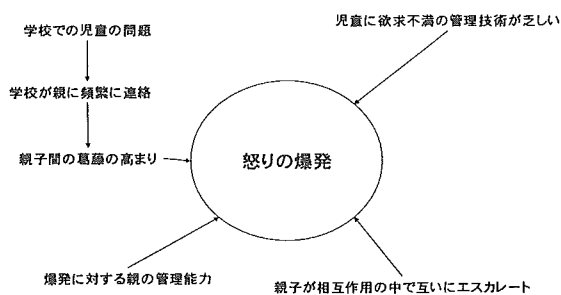 学校での児童の問題
児童に欲求不満の管理技術が乏しい
学校が親に頻繁に連絡
親子間の葛藤の高まり
怒りの爆発
爆発に対する親の管理能力
親子が相互作用の中で互いにエスカレート